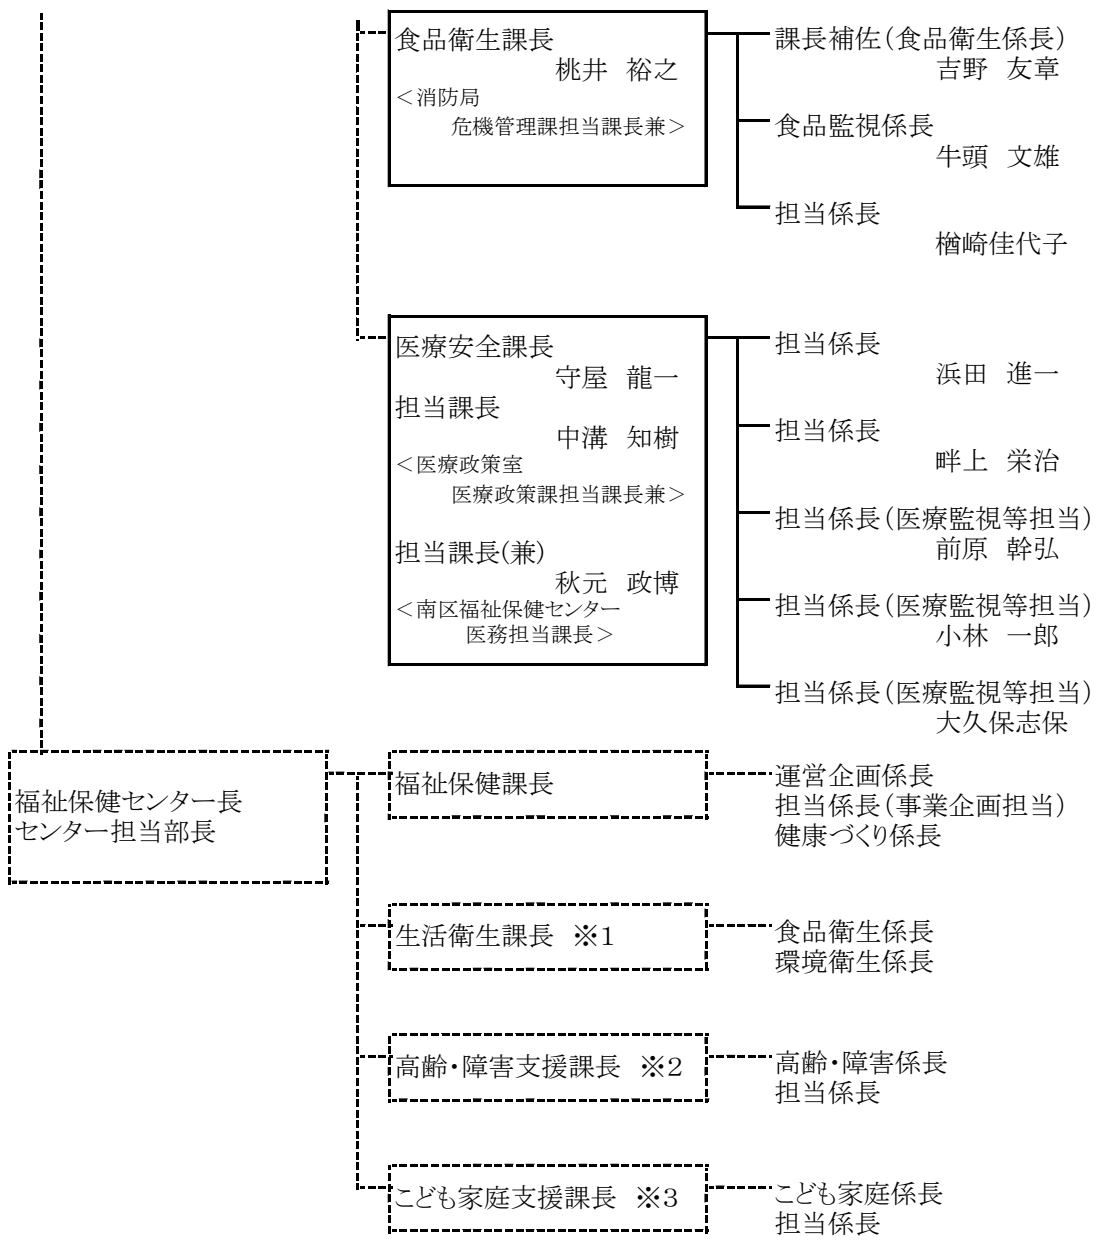 食品衛生課長
桃井　裕之
＜消防局
危機管理課担当課長兼＞
課長補佐（食品衛生係長）
吉野　友章
食品監視係長
牛頭　文雄
担当係長
楢崎佳代子
医療安全課長
守屋　龍一
担当課長
中溝　知樹
＜医療政策室
医療政策課担当課長兼＞
担当課長(兼)
秋元　政博
＜南区福祉保健センター
医務担当課長＞
担当係長
浜田　進一
担当係長
畔上　栄治
担当係長（医療監視等担当）
前原　幹弘
担当係長（医療監視等担当）
小林　一郎
担当係長（医療監視等担当）
大久保志保
福祉保健センター長
センター担当部長
福祉保健課長
運営企画係長
担当係長（事業企画担当）
健康づくり係長
生活衛生課長　※1
食品衛生係長
環境衛生係長
高齢・障害支援課長　※2
高齢・障害係長
担当係長
こども家庭支援課長　※3
こども家庭係長
担当係長